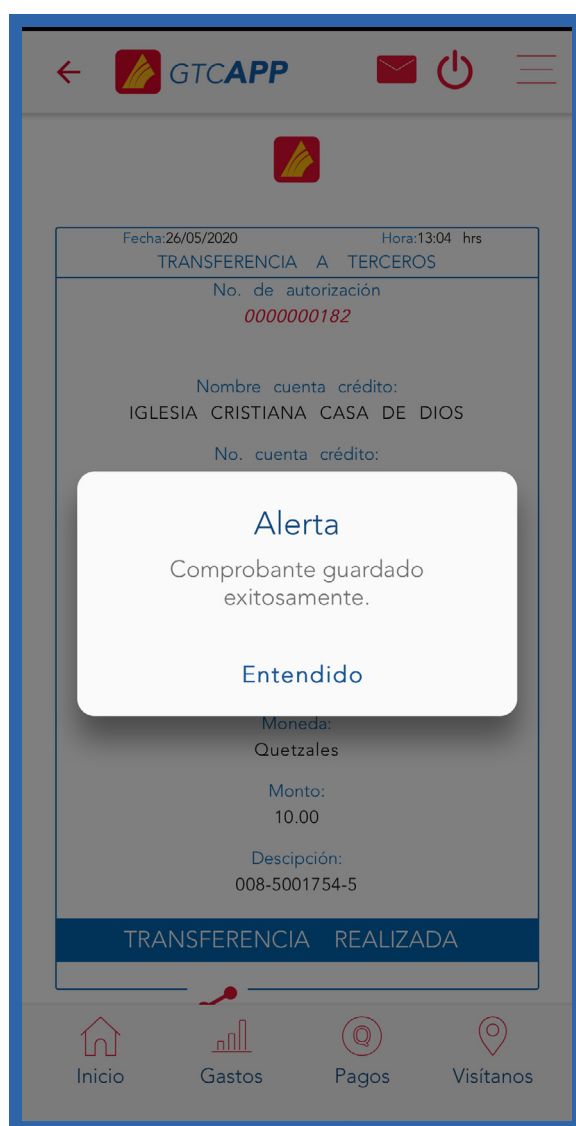 GTCAPP
Fecha:26/05/2020 Hora:13:04 hrs
TRANSFERENCIA A TERCEROS
No. de autorización
0000000182
Nombre cuenta crédito:
IGLESIA CRISTIANA CASA DE DIOS
No. cuenta crédito:
Alerta
Comprobante guardado
exitosamente.
Entendido
Moneda:
Quetzales
Monto:
10.00
Descipción:
008-5001754-5
TRANSFERENCIA REALIZADA
Inicio Gastos Pagos Visítanos